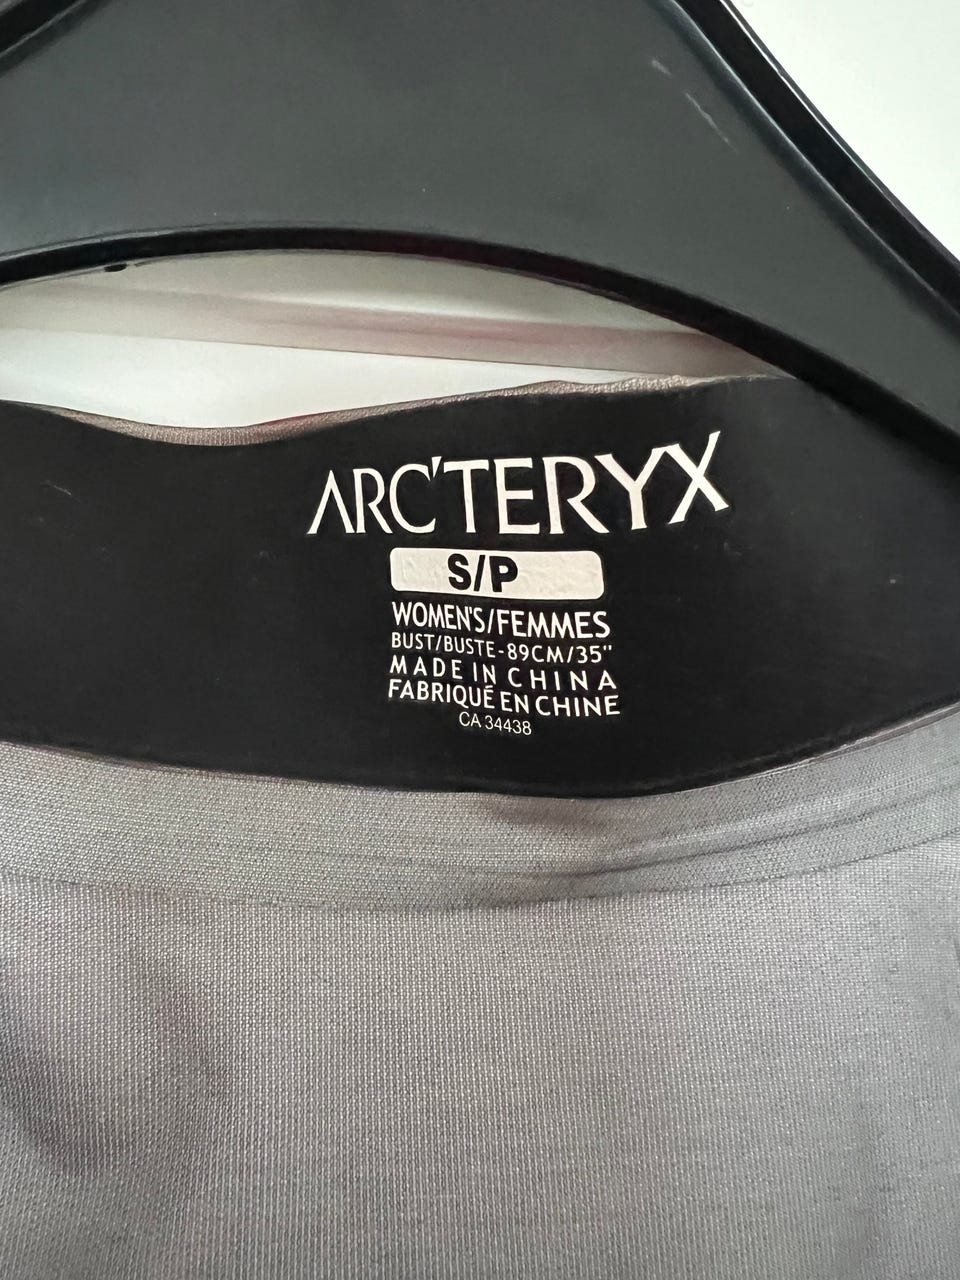 ARC'TERYX
S/P
WOMEN'S/FEMMES
BUST/BUSTE-89CM/35"
MADE IN CHINA
FABRIQUÉ EN CHINE
CA 34438